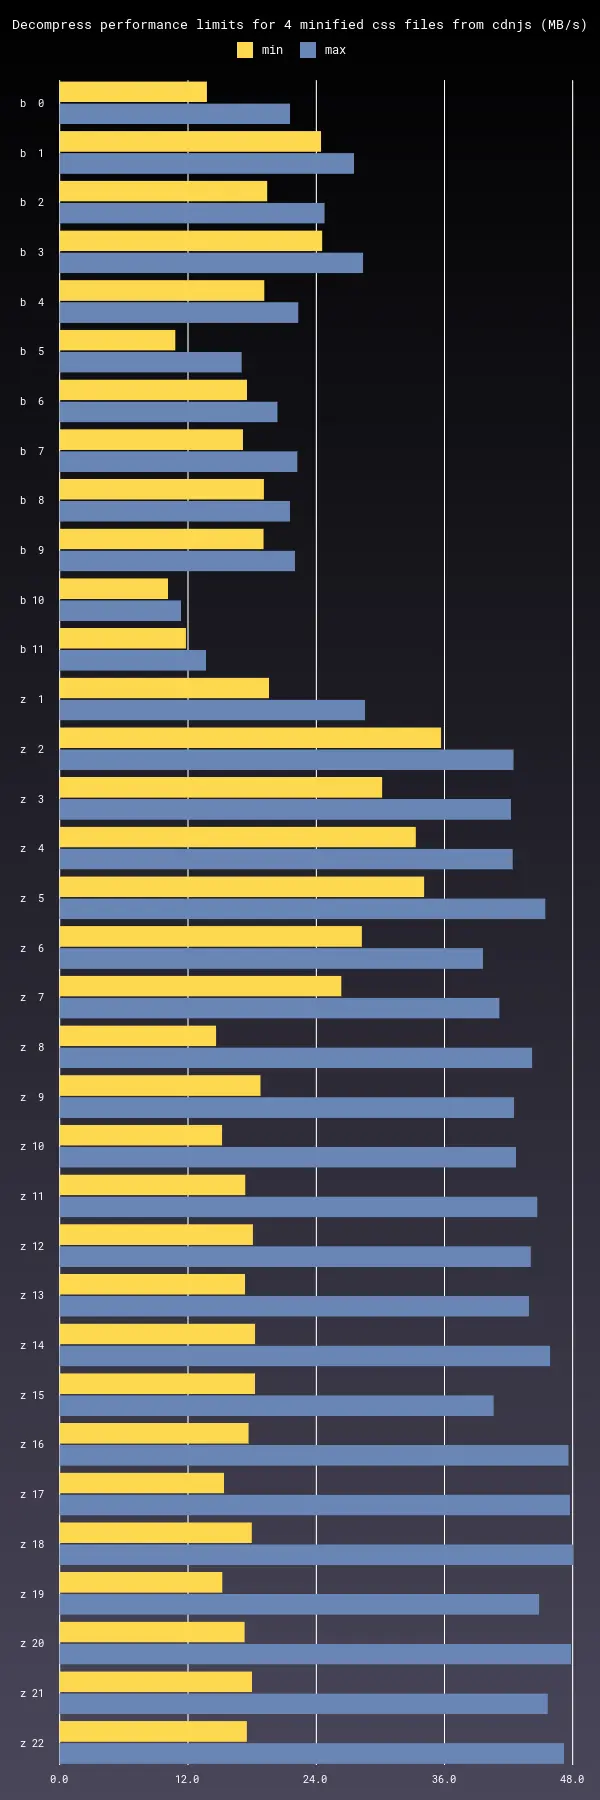 Decompress performance limits for 4 minified css files from cdnjs (MB/s)
min max
b 0
b 1
b 2
b 3
b 4
b 5
b 6
b 7
b 8
b 9
b 10
b 11
z 1
z 2
z 3
z 4
z 5
z 6
z 7
z 8
z 9
z 10
z 11
z 12
z 13
z 14
z 15
z 16
z 17
z 18
z 19
z 20
z 21
z 22
0.0 12.0 24.0 36.0 48.0